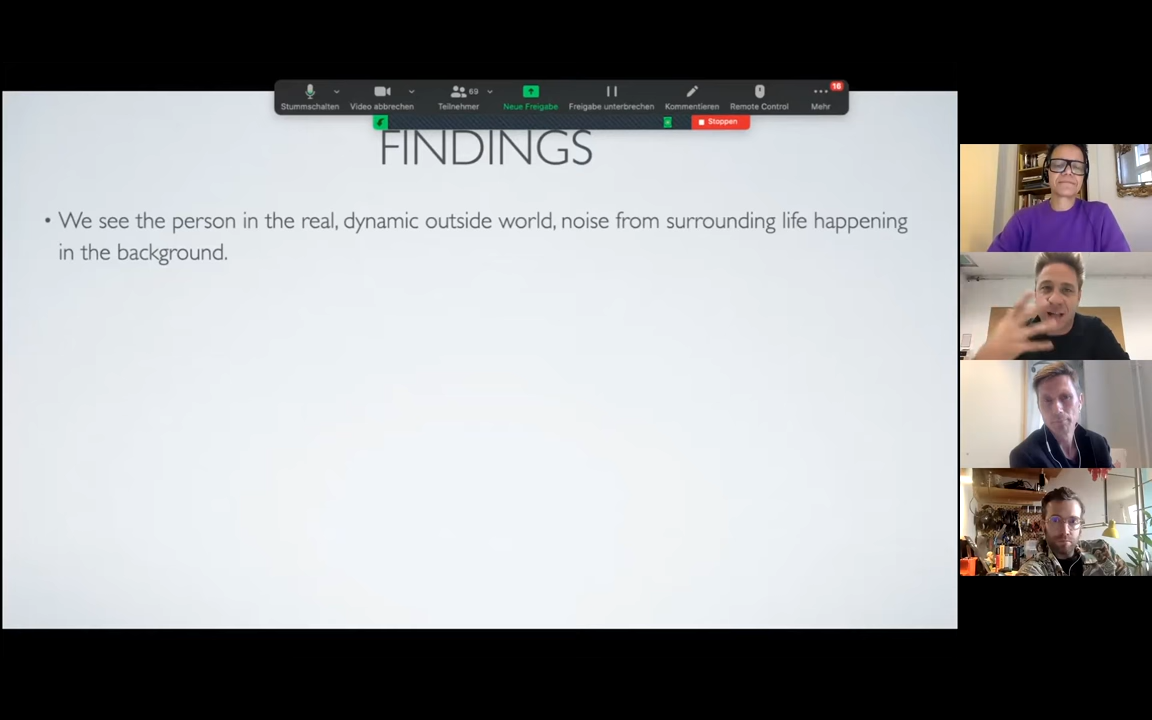 69
16
Stummschalten
Video abbrechen
Teilnehmer
Neue Freigabe
Freigabe unterbrechen
Kommentieren
Remote Control
Mehr
Stoppen
FINDINGS
• We see the person in the real, dynamic outside world, noise from surrounding life happening
in the background.